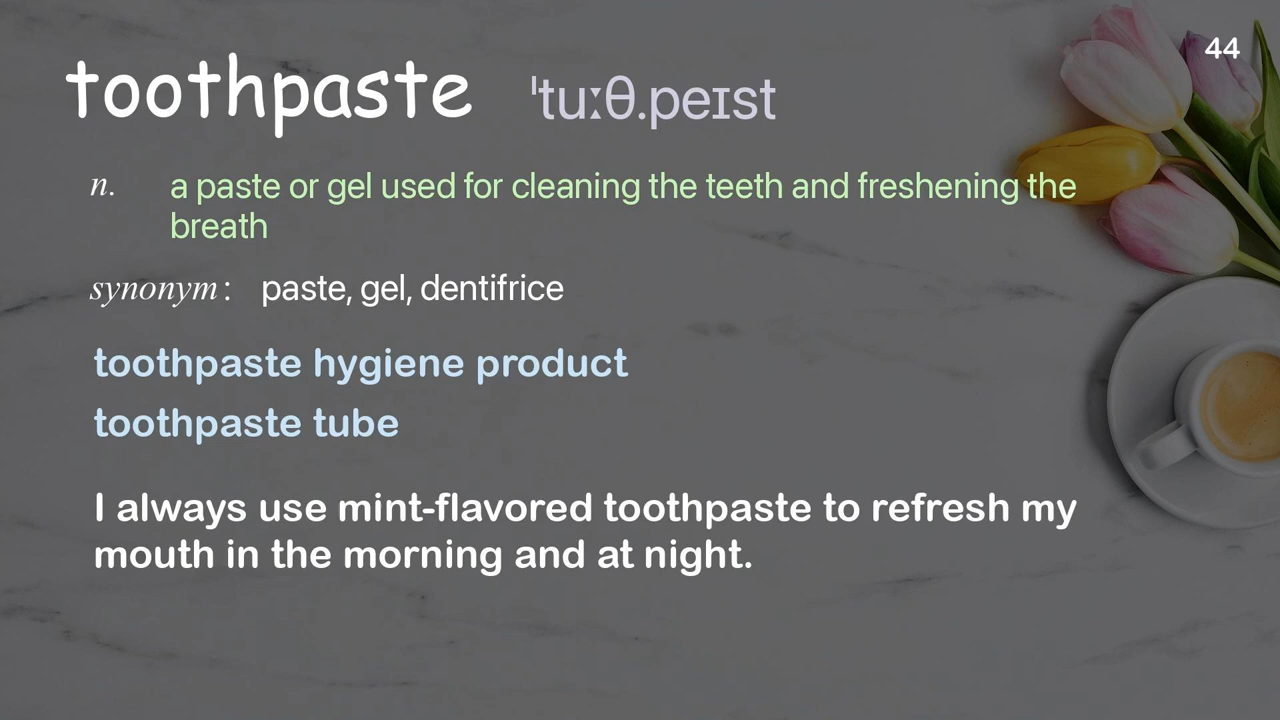 44
toothpaste ˈtuːθ.peɪst
n. a paste or gel used for cleaning the teeth and freshening the
breath
synonym: paste, gel, dentifrice
toothpaste hygiene product
toothpaste tube
I always use mint-flavored toothpaste to refresh my
mouth in the morning and at night.